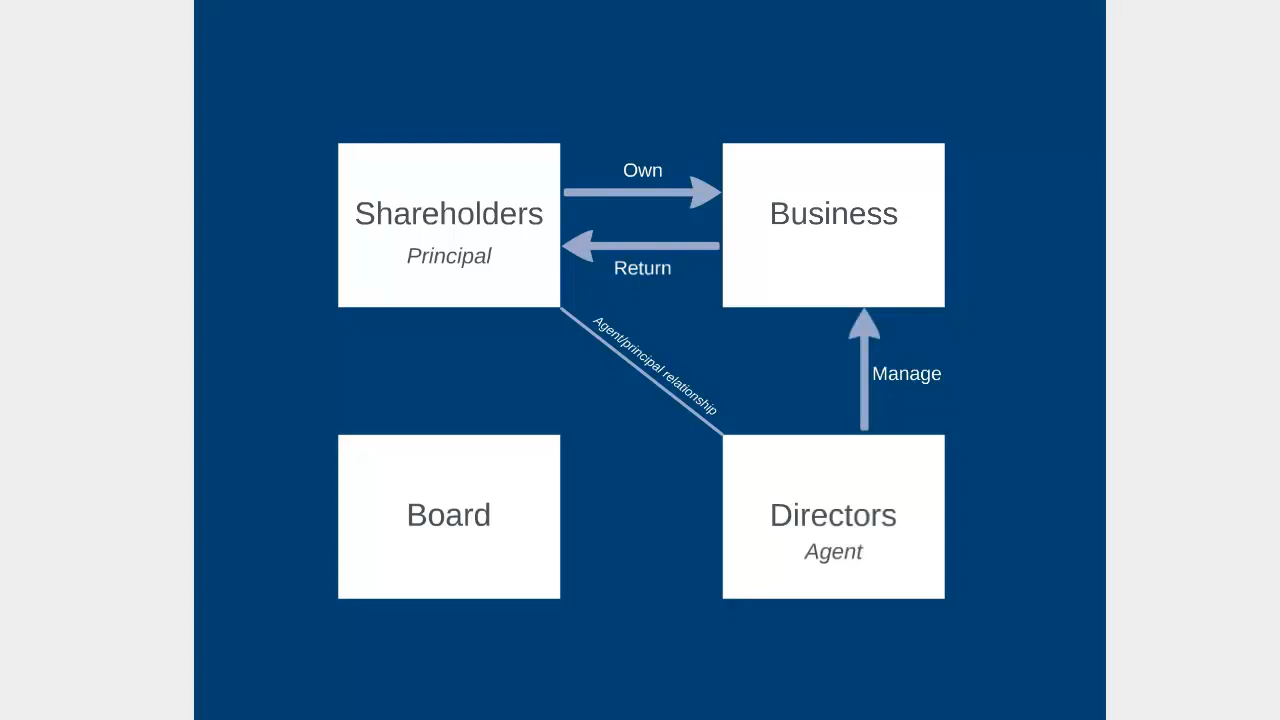 Own
Shareholders
Principal
Business
Return
Agent/principal relationship
Manage
Board
Directors
Agent